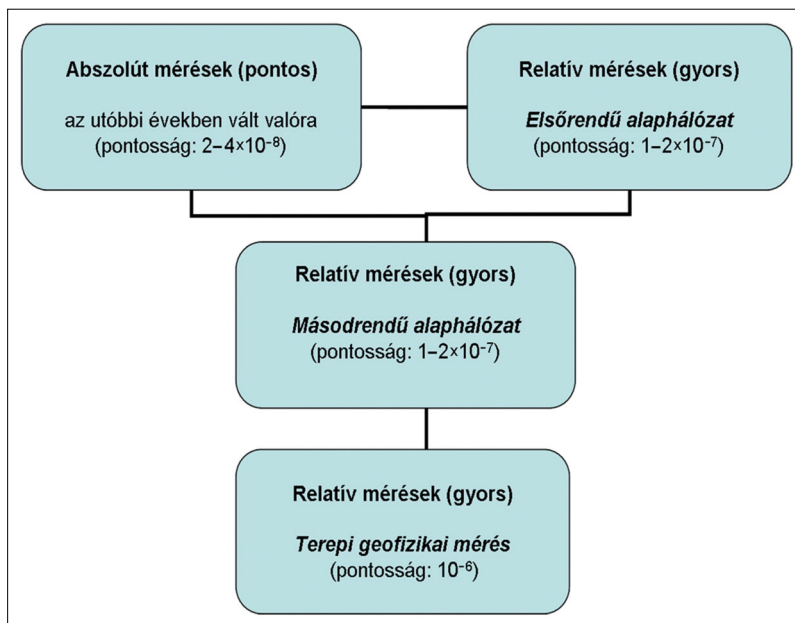 Abszolút mérések (pontos)
az utóbbi években vált valóra
(pontosság: 2–4×10⁻⁸)
Relatív mérések (gyors)
Elsőrendű alaphálózat
(pontosság: 1–2×10⁻⁷)
Relatív mérések (gyors)
Másodrendű alaphálózat
(pontosság: 1–2×10⁻⁷)
Relatív mérések (gyors)
Terepi geofizikai mérés
(pontosság: 10⁻⁶)